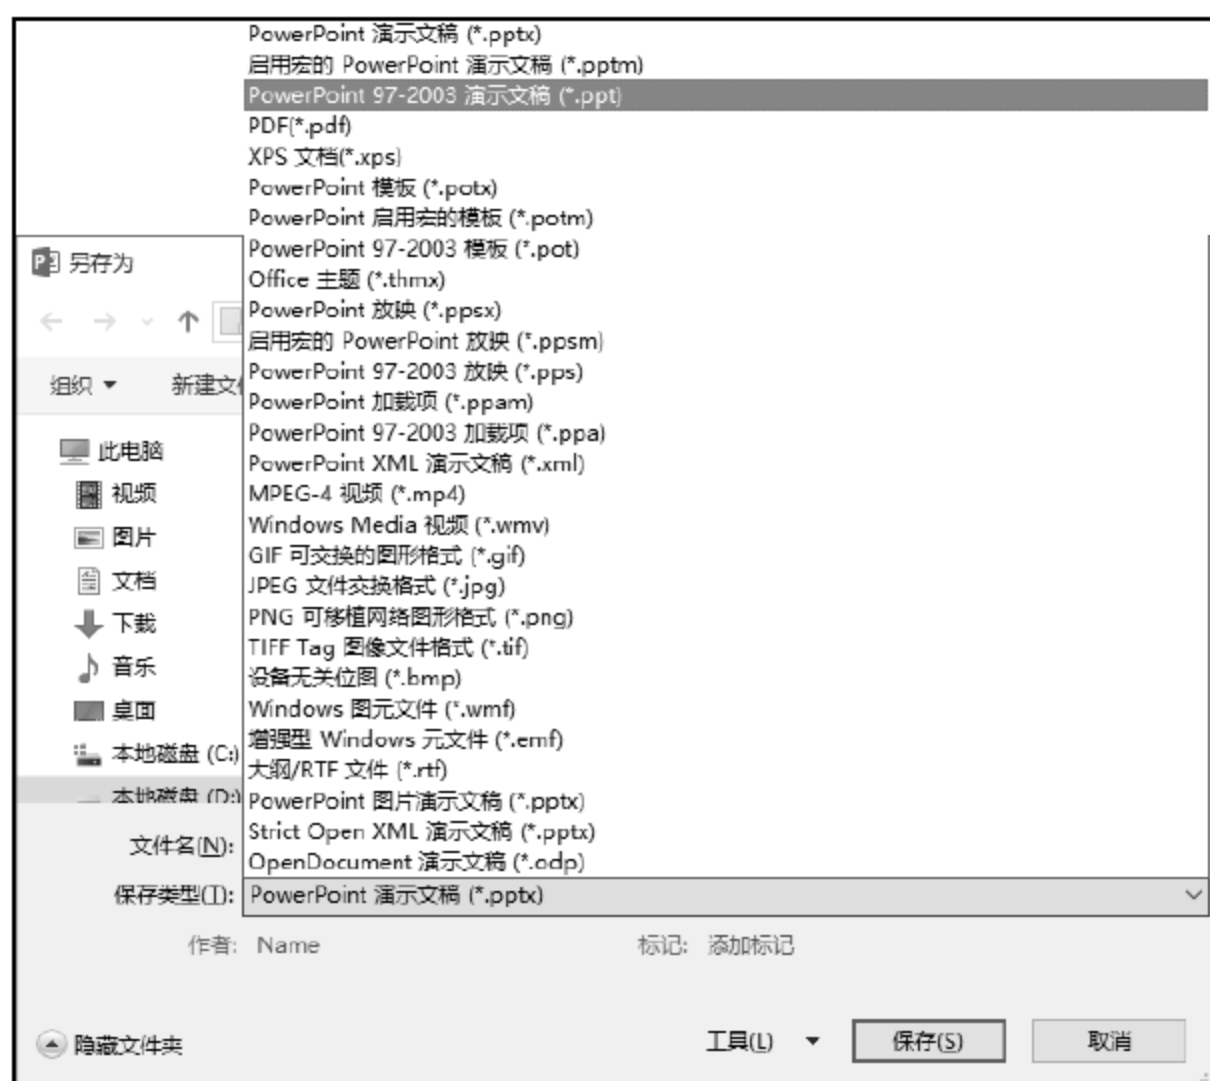 PowerPoint 演示文稿 (*.pptx)
启用宏的 PowerPoint 演示文稿 (*.pptm)
PowerPoint 97-2003 演示文稿 (*.ppt)
PDF(*.pdf)
XPS 文档(*.xps)
PowerPoint 模板 (*.potx)
PowerPoint 启用宏的模板 (*.potm)
PowerPoint 97-2003 模板 (*.pot)
Office 主题 (*.thmx)
PowerPoint 放映 (*.ppsx)
启用宏的 PowerPoint 放映 (*.ppsm)
PowerPoint 97-2003 放映 (*.pps)
PowerPoint 加载项 (*.ppam)
PowerPoint 97-2003 加载项 (*.ppa)
PowerPoint XML 演示文稿 (*.xml)
MPEG-4 视频 (*.mp4)
Windows Media 视频 (*.wmv)
GIF 可交换的图形格式 (*.gif)
JPEG 文件交换格式 (*.jpg)
PNG 可移植网络图形格式 (*.png)
TIFF Tag 图像文件格式 (*.tif)
设备无关位图 (*.bmp)
Windows 图元文件 (*.wmf)
增强型 Windows 元文件 (*.emf)
大纲/RTF 文件 (*.rtf)
PowerPoint 图片演示文稿 (*.pptx)
Strict Open XML 演示文稿 (*.pptx)
OpenDocument 演示文稿 (*.odp)
另存为
组织 新建文
此电脑
视频
图片
文档
下载
音乐
桌面
本地磁盘 (C:)
本地磁盘 (D:)
文件名(N):
保存类型(T): PowerPoint 演示文稿 (*.pptx)
作者: Name 标记: 添加标记
隐藏文件夹 工具(L) 保存(S) 取消